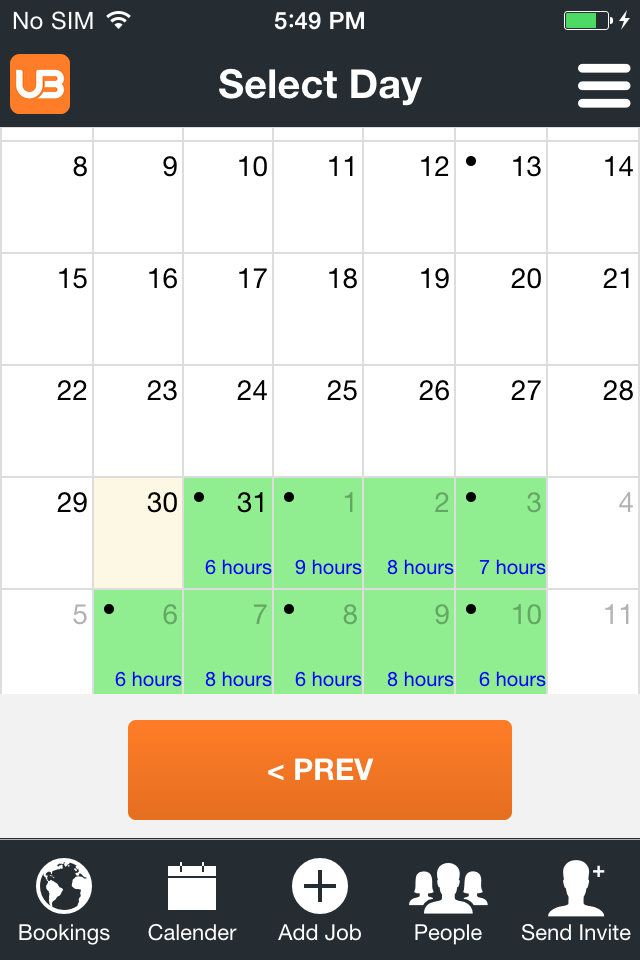 No SIM 5:49 PM
UB Select Day
8 9 10 11 12 13 14
15 16 17 18 19 20 21
22 23 24 25 26 27 28
29 30 31 1 2 3 4
6 hours 9 hours 8 hours 7 hours
5 6 7 8 9 10 11
6 hours 8 hours 6 hours 8 hours 6 hours
< PREV
Bookings Calender Add Job People Send Invite